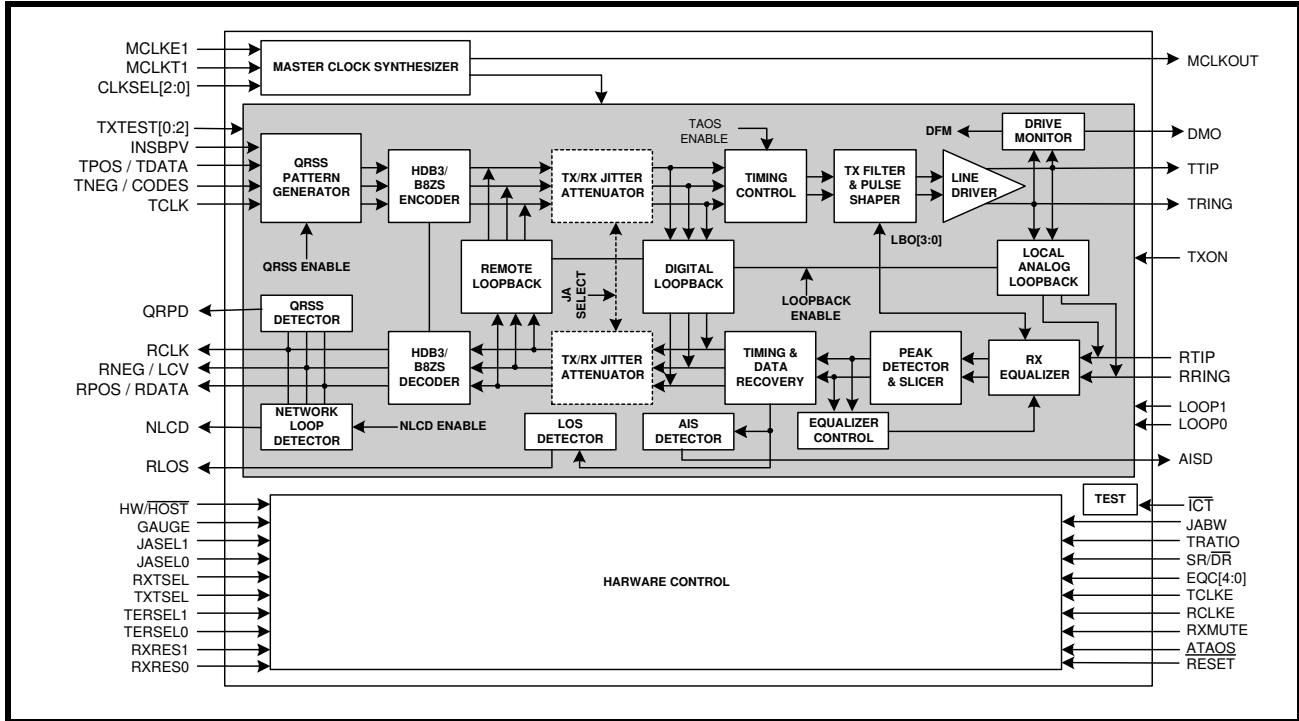 MCLKE1
MCLKT1
CLKSEL[2:0]
MASTER CLOCK SYNTHESIZER
MCLKOUT
TXTEST[0:2]
INSBPV
TPOS / TDATA
TNEG / CODES
TCLK
QRSS
PATTERN
GENERATOR
HDB3/
B8ZS
ENCODER
TX/RX JITTER
ATTENUATOR
TAOS
ENABLE
TIMING
CONTROL
TX FILTER
& PULSE
SHAPER
LINE
DRIVER
DFM
DRIVE
MONITOR
DMO
TTIP
TRING
TXON
QRSS ENABLE
REMOTE
LOOPBACK
JA
SELECT
DIGITAL
LOOPBACK
LOOPBACK
ENABLE
LBO[3:0]
LOCAL
ANALOG
LOOPBACK
QRPD
RCLK
RNEG / LCV
RPOS / RDATA
NLCD
RLOS
QRSS
DETECTOR
NETWORK
LOOP
DETECTOR
NLCD ENABLE
HDB3/
B8ZS
DECODER
TX/RX JITTER
ATTENUATOR
TIMING &
DATA
RECOVERY
PEAK
DETECTOR
& SLICER
RX
EQUALIZER
LOS
DETECTOR
AIS
DETECTOR
EQUALIZER
CONTROL
RTIP
RRING
LOOP1
LOOP0
AISD
HW/HOST
GAUGE
JASEL1
JASEL0
RXTSEL
TXTSEL
TERSEL1
TERSEL0
RXRES1
RXRES0
HARWARE CONTROL
TEST
ICT
JABW
TRATIO
SR/DR
EQC[4:0]
TCLKE
RCLKE
RXMUTE
ATAOS
RESET